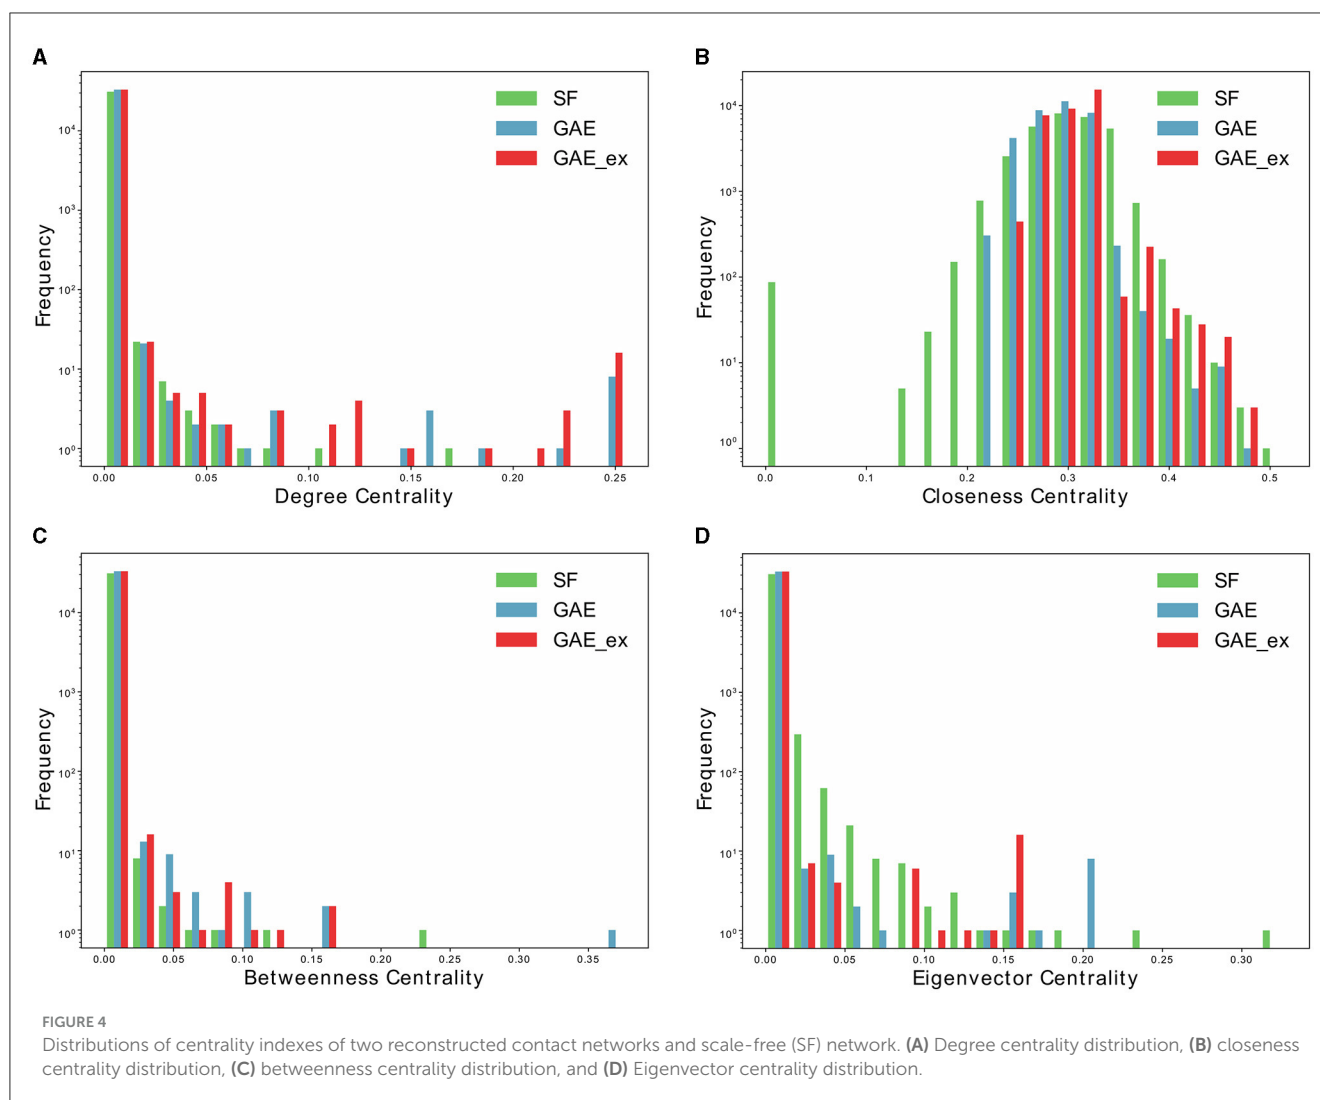 A
SF
GAE
GAE_ex
Frequency
10⁴
10³
10²
10¹
10⁰
0.00 0.05 0.10 0.15 0.20 0.25
Degree Centrality
B
SF
GAE
GAE_ex
Frequency
10⁴
10³
10²
10¹
10⁰
0.0 0.1 0.2 0.3 0.4 0.5
Closeness Centrality
C
SF
GAE
GAE_ex
Frequency
10⁴
10³
10²
10¹
10⁰
0.00 0.05 0.10 0.15 0.20 0.25 0.30 0.35
Betweenness Centrality
D
SF
GAE
GAE_ex
Frequency
10⁴
10³
10²
10¹
10⁰
0.00 0.05 0.10 0.15 0.20 0.25 0.30
Eigenvector Centrality
FIGURE 4
Distributions of centrality indexes of two reconstructed contact networks and scale-free (SF) network. (A) Degree centrality distribution, (B) closeness
centrality distribution, (C) betweenness centrality distribution, and (D) Eigenvector centrality distribution.